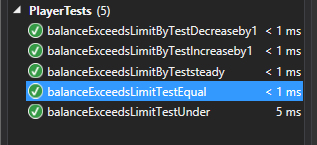 PlayerTests (5)
balanceExceedsLimitByTestDecreaseby1 < 1 ms
balanceExceedsLimitByTestIncreaseby1 < 1 ms
balanceExceedsLimitByTeststeady < 1 ms
balanceExceedsLimitTestEqual < 1 ms
balanceExceedsLimitTestUnder 5 ms